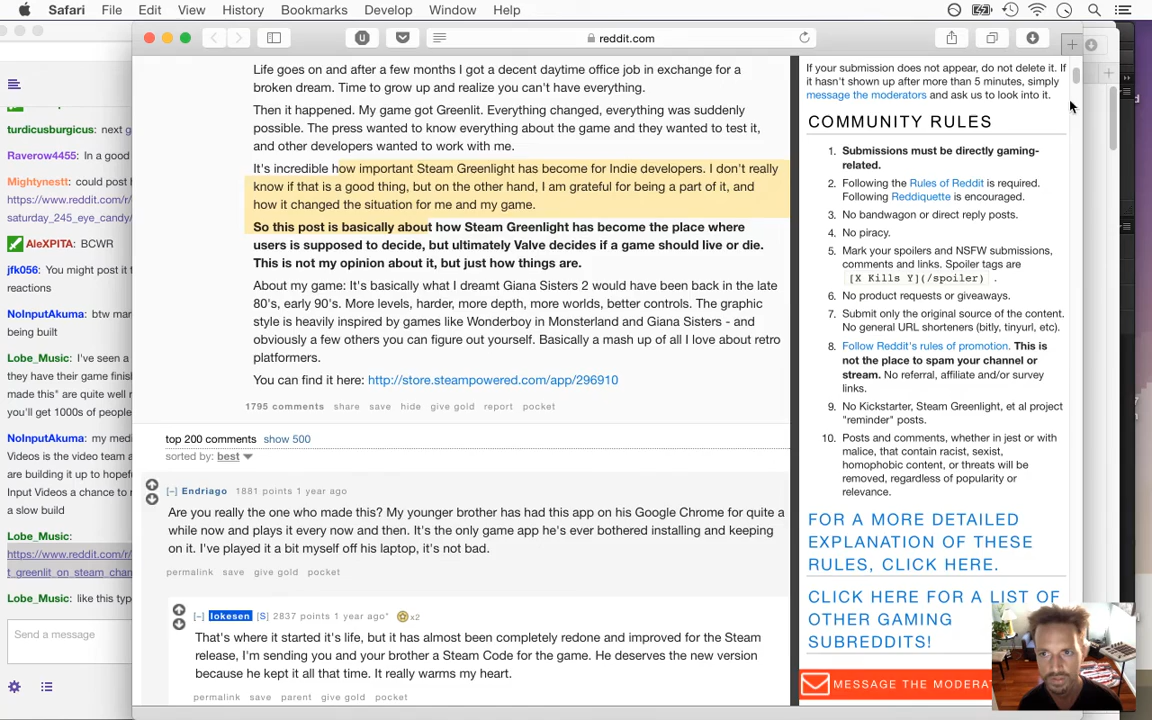 Safari File Edit View History Bookmarks Develop Window Help
reddit.com
turdicusburgicus: next
Raverow4455: In a good
Mightynestt: could post
https://www.reddit.com/r/
saturday_245_eye_candy/
AleXPITA: BCWR
jfk056: You might post it
reactions
NoInputAkuma: btw mar
being built
Lobe_Music: I've seen a
they have their game finish
made this" are quite well r
you'll get 1000s of people
NoInputAkuma: my medi
Videos is the video team a
are building it up to hopef
Input Videos a chance to r
a slow build
Lobe_Music:
https://www.reddit.com/r/
t_greenlit_on_steam_chan
Lobe_Music: like this typ
Send a message
Life goes on and after a few months I got a decent daytime office job in exchange for a
broken dream. Time to grow up and realize you can't have everything.
Then it happened. My game got Greenlit. Everything changed, everything was suddenly
possible. The press wanted to know everything about the game and they wanted to test it,
and other developers wanted to work with me.
It's incredible how important Steam Greenlight has become for Indie developers. I don't really
know if that is a good thing, but on the other hand, I am grateful for being a part of it, and
how it changed the situation for me and my game.
So this post is basically about how Steam Greenlight has become the place where
users is supposed to decide, but ultimately Valve decides if a game should live or die.
This is not my opinion about it, but just how things are.
About my game: It's basically what I dreamt Giana Sisters 2 would have been back in the late
80's, early 90's. More levels, harder, more depth, more worlds, better controls. The graphic
style is heavily inspired by games like Wonderboy in Monsterland and Giana Sisters - and
obviously a few others you can figure out yourself. Basically a mash up of all I love about retro
platformers.
You can find it here: http://store.steampowered.com/app/296910
1795 comments share save hide give gold report pocket
top 200 comments show 500
sorted by: best
[–] Endriago 1881 points 1 year ago
Are you really the one who made this? My younger brother has had this app on his Google Chrome for quite a
while now and plays it every now and then. It's the only game app he's ever bothered installing and keeping
on it. I've played it a bit myself off his laptop, it's not bad.
permalink save give gold pocket
[–] lokesen [S] 2837 points 1 year ago* x2
That's where it started it's life, but it has almost been completely redone and improved for the Steam
release, I'm sending you and your brother a Steam Code for the game. He deserves the new version
because he kept it all that time. It really warms my heart.
permalink save parent give gold pocket
If your submission does not appear, do not delete it. If
it hasn't shown up after more than 5 minutes, simply
message the moderators and ask us to look into it.
COMMUNITY RULES
1. Submissions must be directly gaming-
related.
2. Following the Rules of Reddit is required.
Following Reddiquette is encouraged.
3. No bandwagon or direct reply posts.
4. No piracy.
5. Mark your spoilers and NSFW submissions,
comments and links. Spoiler tags are
[X Kills Y](/spoiler) .
6. No product requests or giveaways.
7. Submit only the original source of the content.
No general URL shorteners (bitly, tinyurl, etc).
8. Follow Reddit's rules of promotion. This is
not the place to spam your channel or
stream. No referral, affiliate and/or survey
links.
9. No Kickstarter, Steam Greenlight, et al project
"reminder" posts.
10. Posts and comments, whether in jest or with
malice, that contain racist, sexist,
homophobic content, or threats will be
removed, regardless of popularity or
relevance.
FOR A MORE DETAILED
EXPLANATION OF THESE
RULES, CLICK HERE.
CLICK HERE FOR A LIST OF
OTHER GAMING
SUBREDDITS!
MESSAGE THE MODERAT